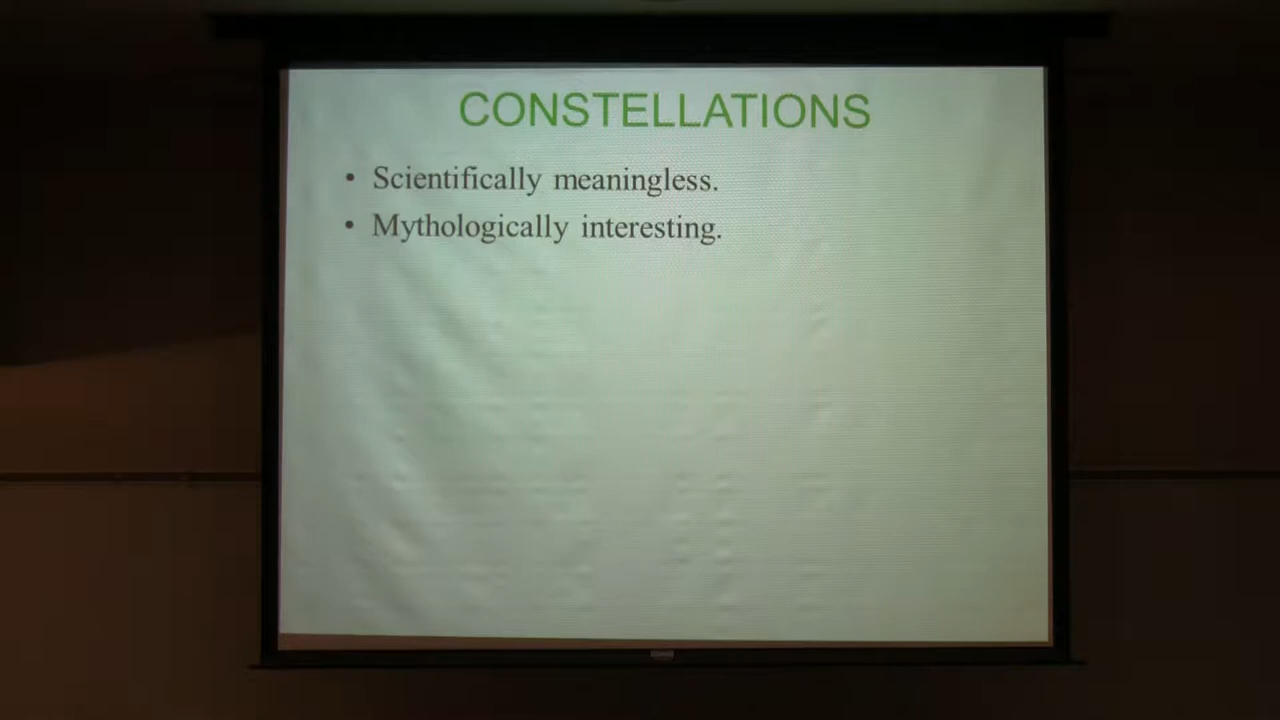 CONSTELLATIONS
• Scientifically meaningless.
• Mythologically interesting.